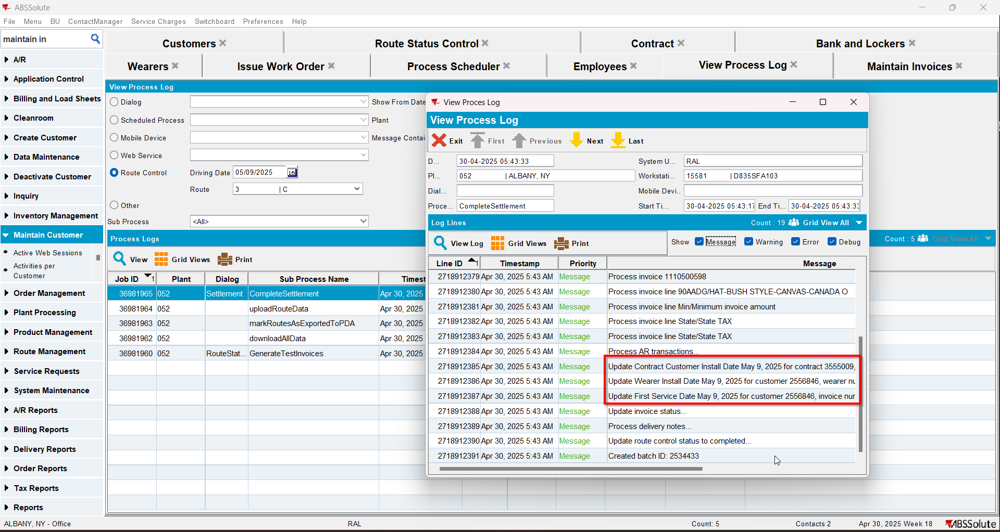 ABSSolute
File Menu BU ContactManager Service Charges Switchboard Preferences Help
maintain in
Customers Route Status Control Contract Bank and Lockers
Wearers Issue Work Order Process Scheduler Employees View Process Log Maintain Invoices
A/R
Application Control
Billing and Load Sheets
Cleanroom
Create Customer
Data Maintenance
Deactivate Customer
Inquiry
Inventory Management
Maintain Customer
Active Web Sessions
Activities per
Customer
Order Management
Plant Processing
Product Management
Route Management
Service Requests
System Maintenance
A/R Reports
Billing Reports
Delivery Reports
Order Reports
Tax Reports
Reports
View Process Log
Dialog Show From Date
Scheduled Process Plant
Mobile Device Message Contai
Web Service
Route Control Driving Date 05/09/2025 16
Route 3 | C
Other
Sub Process <All>
Process Logs Count : 5 Grid View All
View Grid Views Print
Job ID 1 Plant Dialog Sub Process Name Timest
36981965 052 Settlement CompleteSettlement Apr 30, 2025
36981964 052 uploadRouteData Apr 30, 2025
36981963 052 markRoutesAsExportedToPDA Apr 30, 2025
36981962 052 downloadAllData Apr 30, 2025
36981960 052 RouteStat... GenerateTestInvoices Apr 30, 2025
View Proces Log
View Process Log
Exit First Previous Next Last
D... 30-04-2025 05:43:33 System U... RAL
Pl... 052 | ALBANY, NY Workstati... 15581 | D835SFA103
Dial... Mobile Devi..
Proce... CompleteSettlement Start Ti... 30-04-2025 05:43:17 End Ti... 30-04-2025 05:43:33
Log Lines Count : 19 Grid View All
View Log Grid Views Print Show Message Warning Error Debug
Line ID 1 Timestamp Priority Message
2718912379 Apr 30, 2025 5:43 AM Message Process invoice 1110500598
2718912380 Apr 30, 2025 5:43 AM Message Process invoice line 90AADG/HAT-BUSH STYLE-CANVAS-CANADA O
2718912381 Apr 30, 2025 5:43 AM Message Process invoice line Min/Minimum invoice amount
2718912382 Apr 30, 2025 5:43 AM Message Process invoice line State/State TAX
2718912383 Apr 30, 2025 5:43 AM Message Process invoice line State/State TAX
2718912384 Apr 30, 2025 5:43 AM Message Process AR transactions...
2718912385 Apr 30, 2025 5:43 AM Message Update Contract Customer Install Date May 9, 2025 for contract 3555009,
2718912386 Apr 30, 2025 5:43 AM Message Update Wearer Install Date May 9, 2025 for customer 2556846, wearer nu
2718912387 Apr 30, 2025 5:43 AM Message Update First Service Date May 9, 2025 for customer 2556846, invoice nur
2718912388 Apr 30, 2025 5:43 AM Message Update invoice status...
2718912389 Apr 30, 2025 5:43 AM Message Process delivery notes...
2718912390 Apr 30, 2025 5:43 AM Message Update route control status to completed...
2718912391 Apr 30, 2025 5:43 AM Message Created batch ID: 2534433
ALBANY, NY - Office RAL Count: 5 Contacts 2 Apr 30, 2025 Week 18 ABSSolute